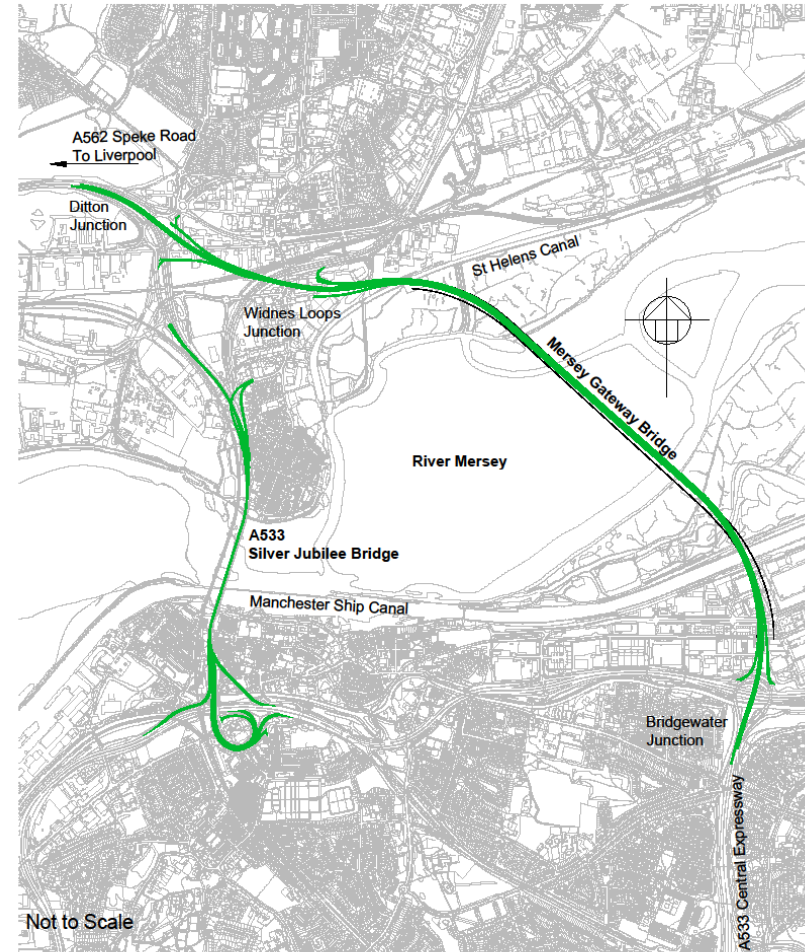 A562 Speke Road
To Liverpool
Ditton
Junction
St Helens Canal
Widnes Loops
Junction
Mersey Gateway Bridge
River Mersey
A533
Silver Jubilee Bridge
Manchester Ship Canal
Bridgewater
Junction
A533 Central Expressway
Not to Scale